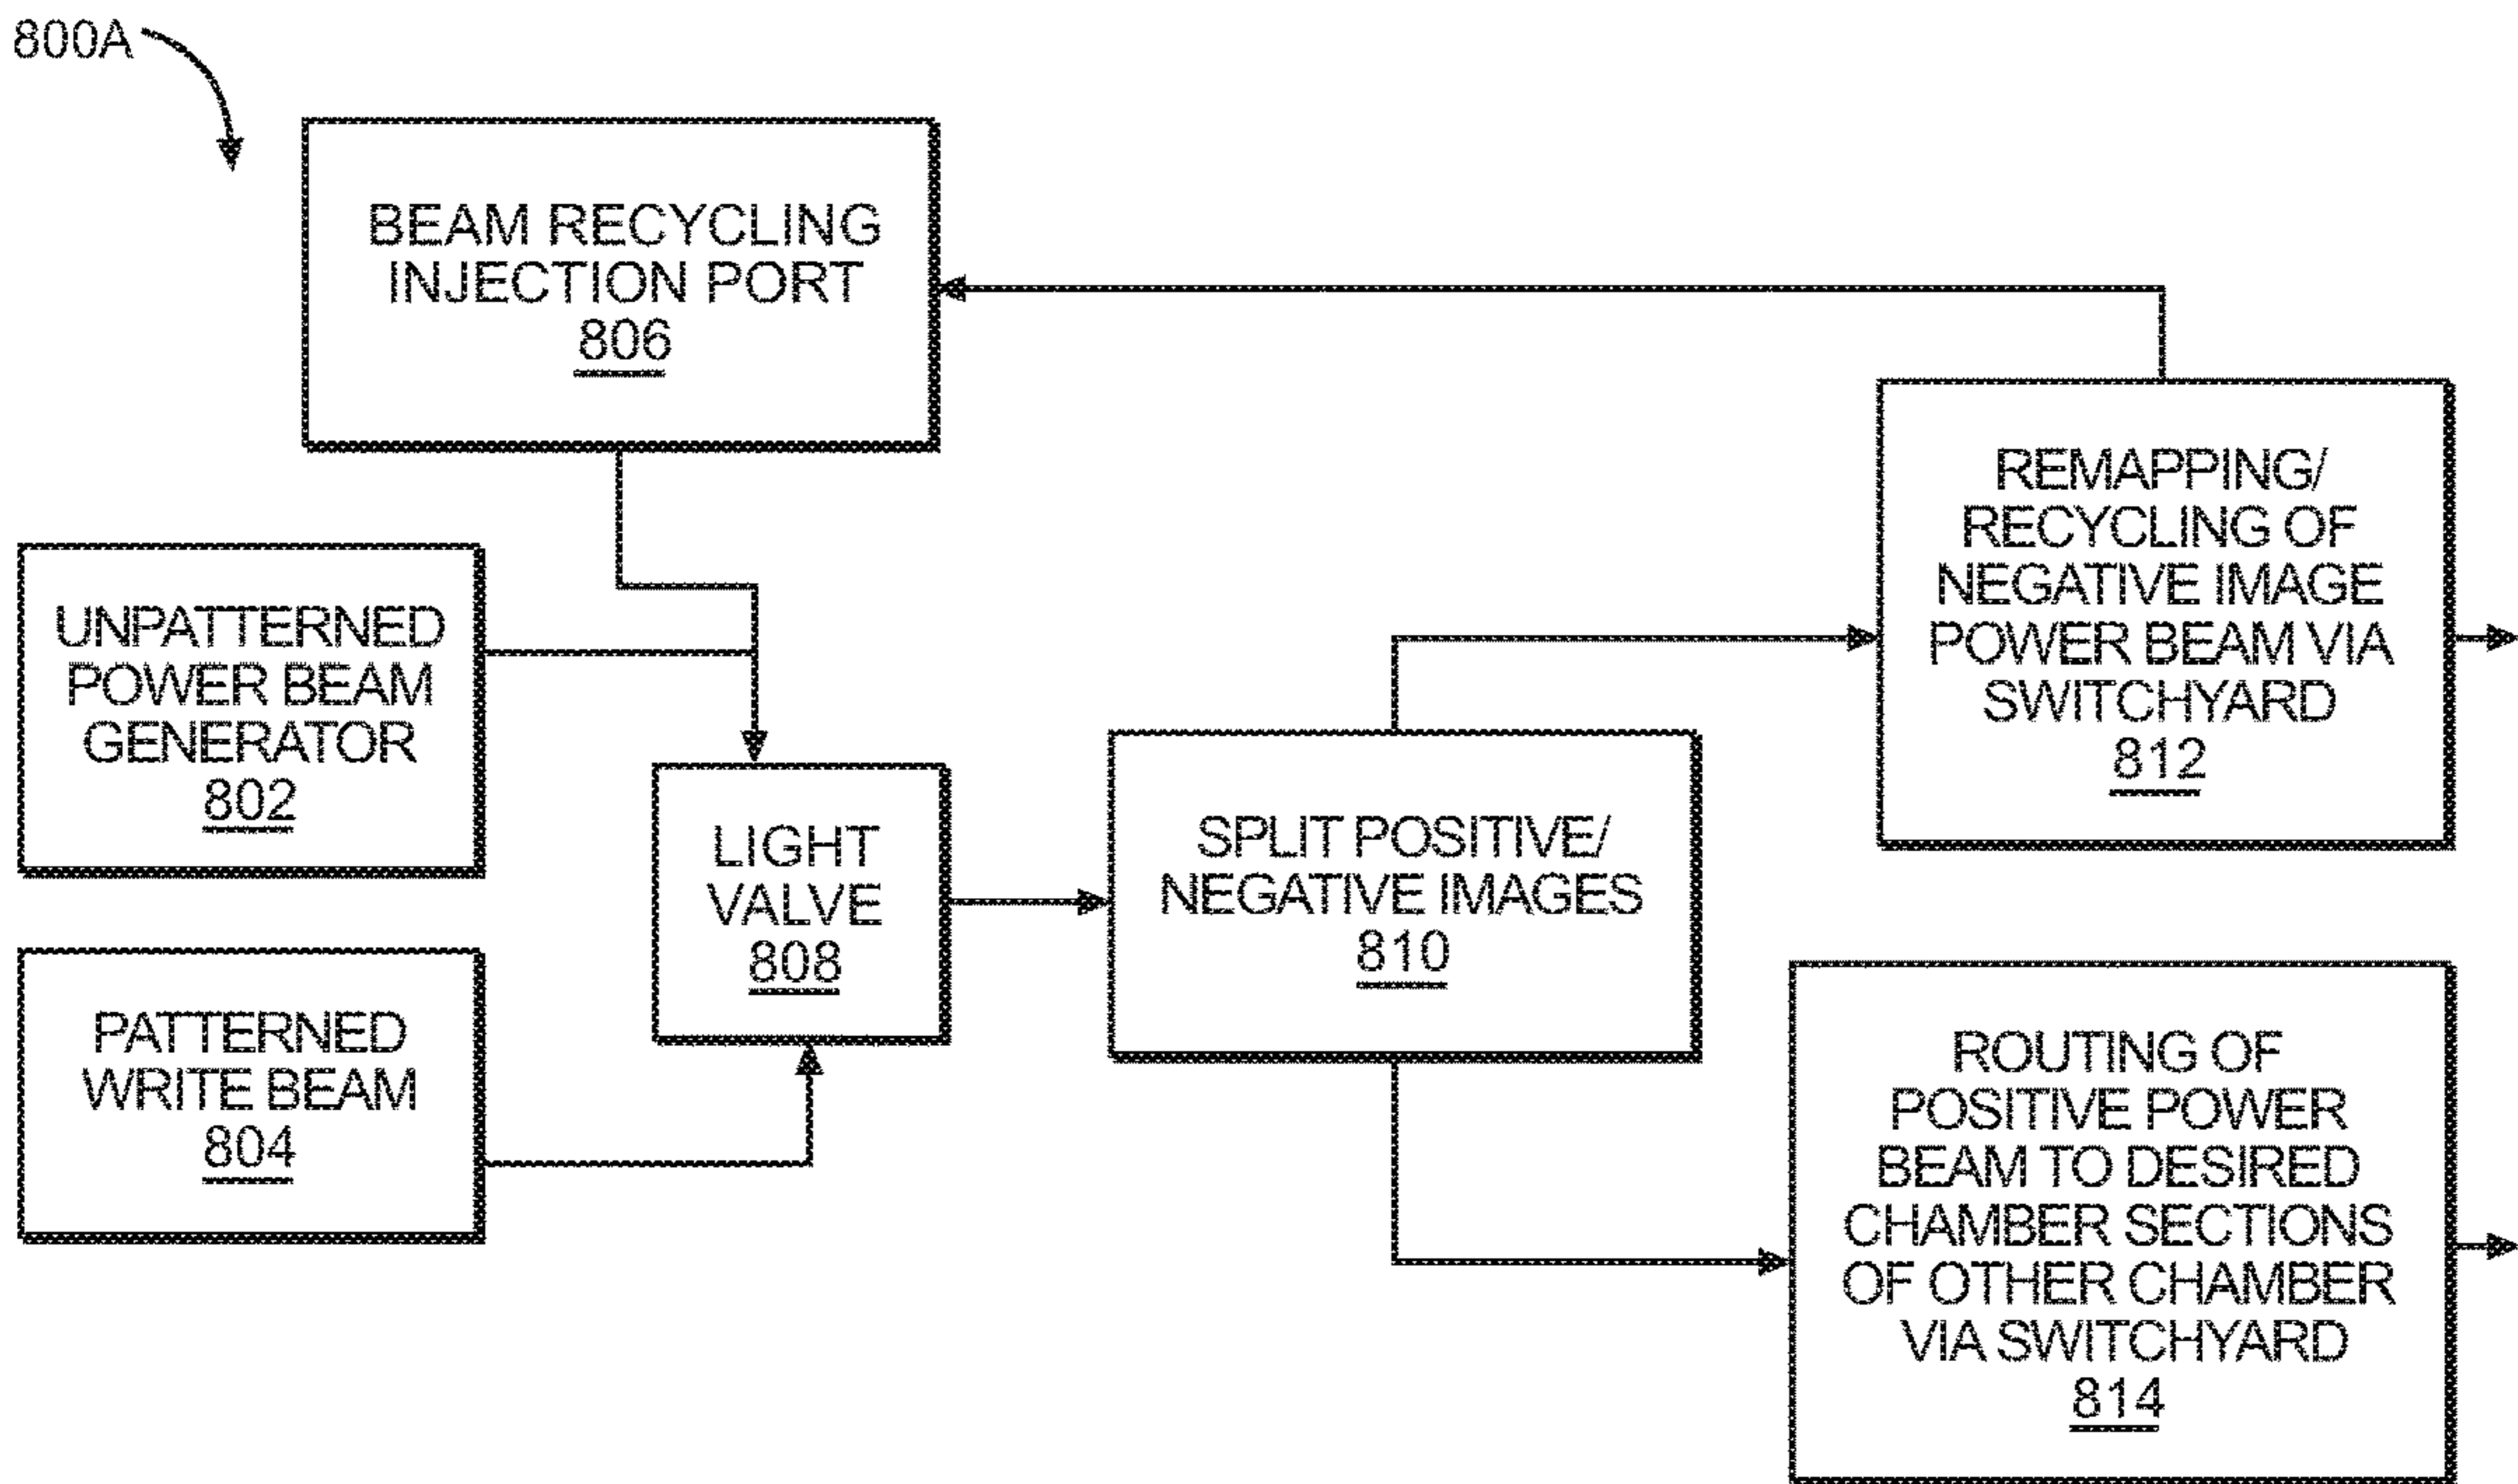 800A
BEAM RECYCLING
INJECTION PORT
806
UNPATTERNED
POWER BEAM
GENERATOR
802
PATTERNED
WRITE BEAM
804
LIGHT
VALVE
808
SPLIT POSITIVE/
NEGATIVE IMAGES
810
REMAPPING/
RECYCLING OF
NEGATIVE IMAGE
POWER BEAM VIA
SWITCHYARD
812
ROUTING OF
POSITIVE POWER
BEAM TO DESIRED
CHAMBER SECTIONS
OF OTHER CHAMBER
VIA SWITCHYARD
814